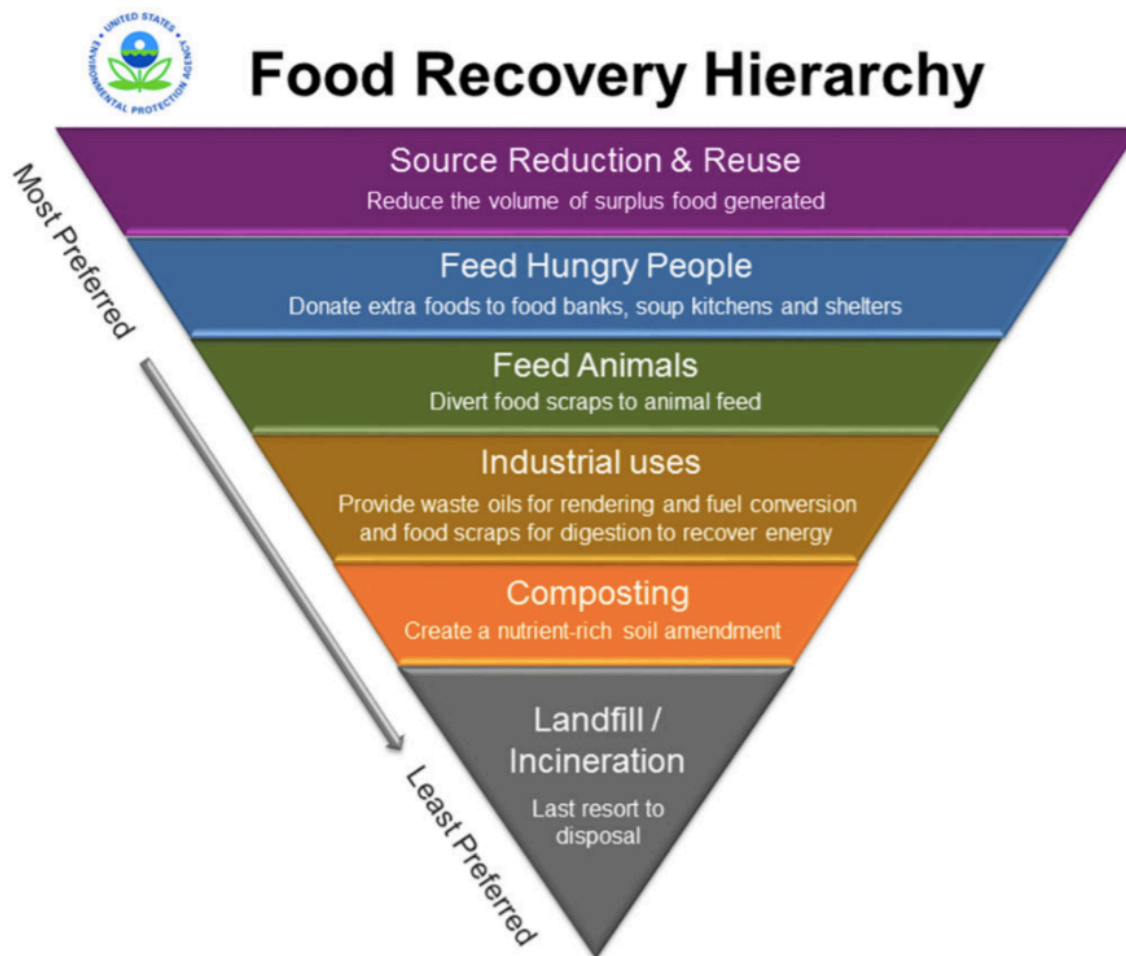 UNITED STATES
ENVIRONMENTAL PROTECTION AGENCY
Food Recovery Hierarchy
Most Preferred
Source Reduction & Reuse
Reduce the volume of surplus food generated
Feed Hungry People
Donate extra foods to food banks, soup kitchens and shelters
Feed Animals
Divert food scraps to animal feed
Industrial uses
Provide waste oils for rendering and fuel conversion
and food scraps for digestion to recover energy
Composting
Create a nutrient-rich soil amendment
Landfill /
Incineration
Last resort to
disposal
Least Preferred